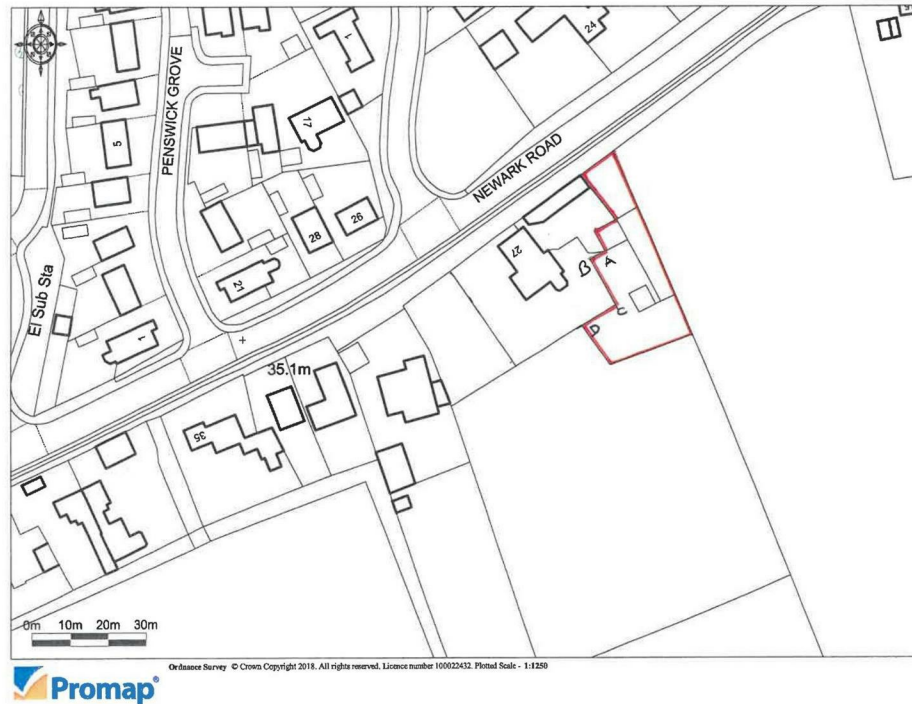 1
24
5
PENSWICK GROVE
17
NEWARK ROAD
28
26
27
B
A
El Sub Sta
21
C
D
1
+
35.1m
35
0m 10m 20m 30m
Ordnance Survey © Crown Copyright 2018. All rights reserved. Licence number 100022432. Plotted Scale - 1:1250
Promap®